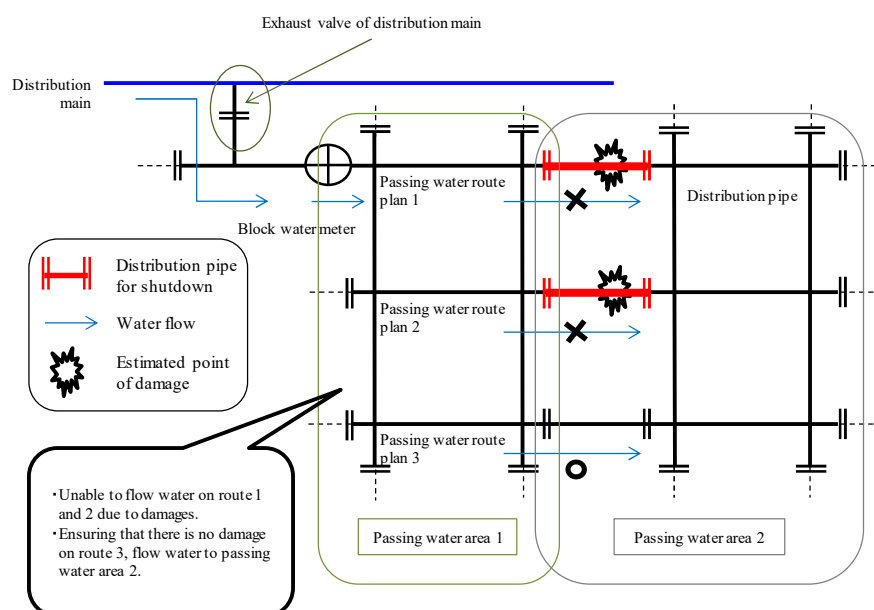 Exhaust valve of distribution main
Distribution
main
Passing water route
plan 1
Distribution pipe
Block water meter
Distribution pipe
for shutdown
Water flow
Estimated point
of damage
Passing water route
plan 2
Passing water route
plan 3
・Unable to flow water on route 1
and 2 due to damages.
・Ensuring that there is no damage
on route 3, flow water to passing
water area 2.
Passing water area 1
Passing water area 2